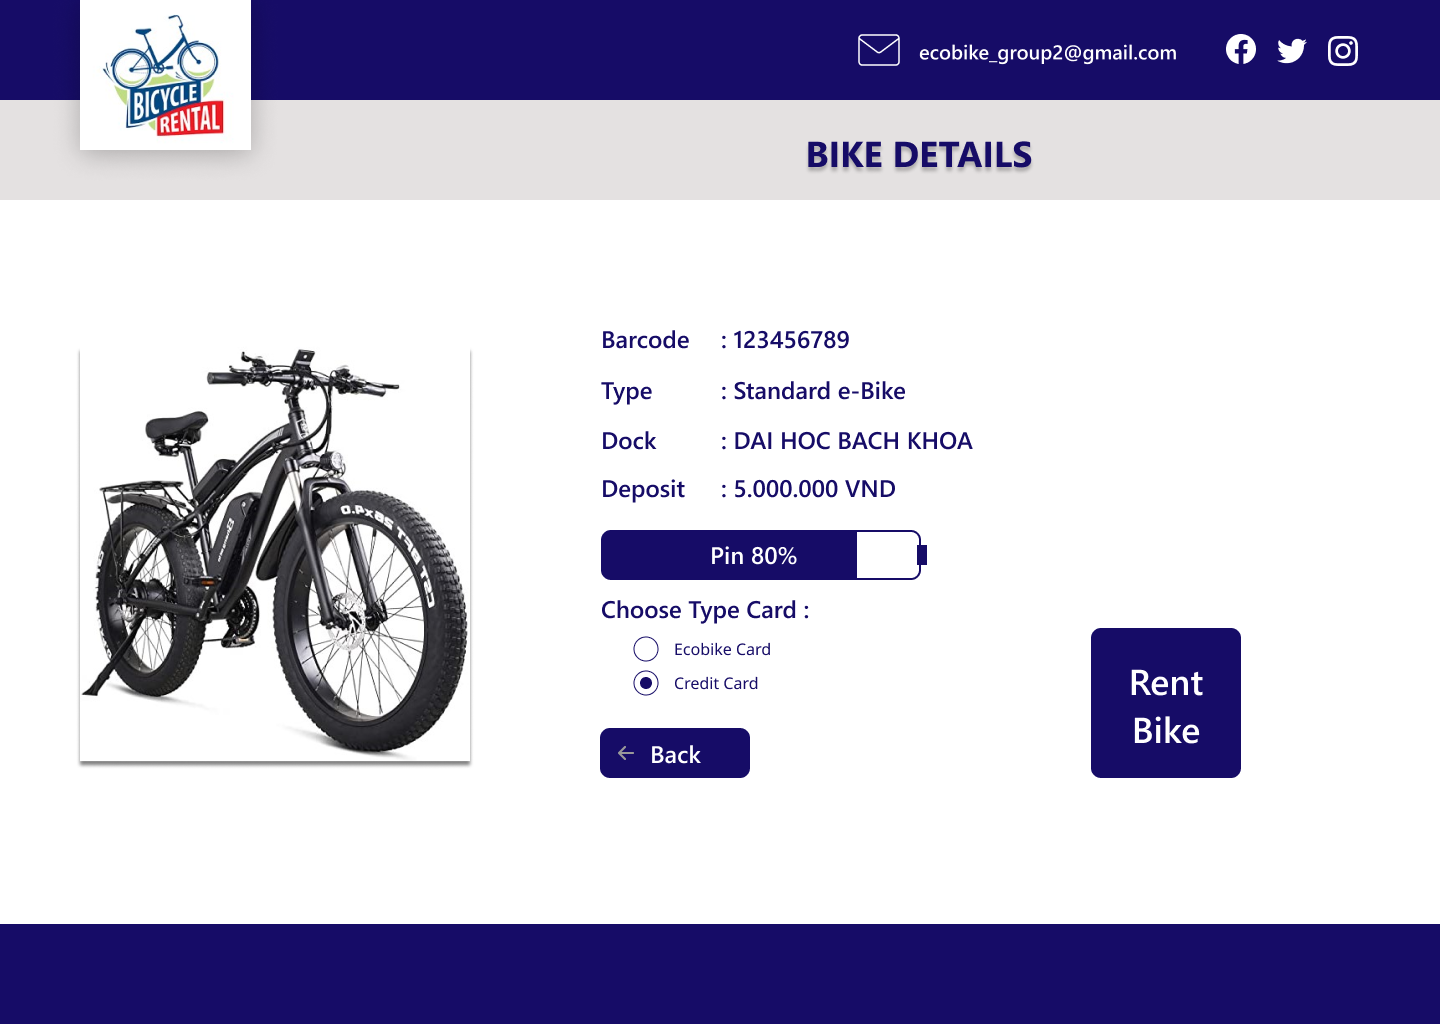 BICYCLE
RENTAL
ecobike_group2@gmail.com
BIKE DETAILS
Barcode : 123456789
Type : Standard e-Bike
Dock : DAI HOC BACH KHOA
Deposit : 5.000.000 VND
Pin 80%
Choose Type Card :
Ecobike Card
Credit Card
Back
Rent
Bike